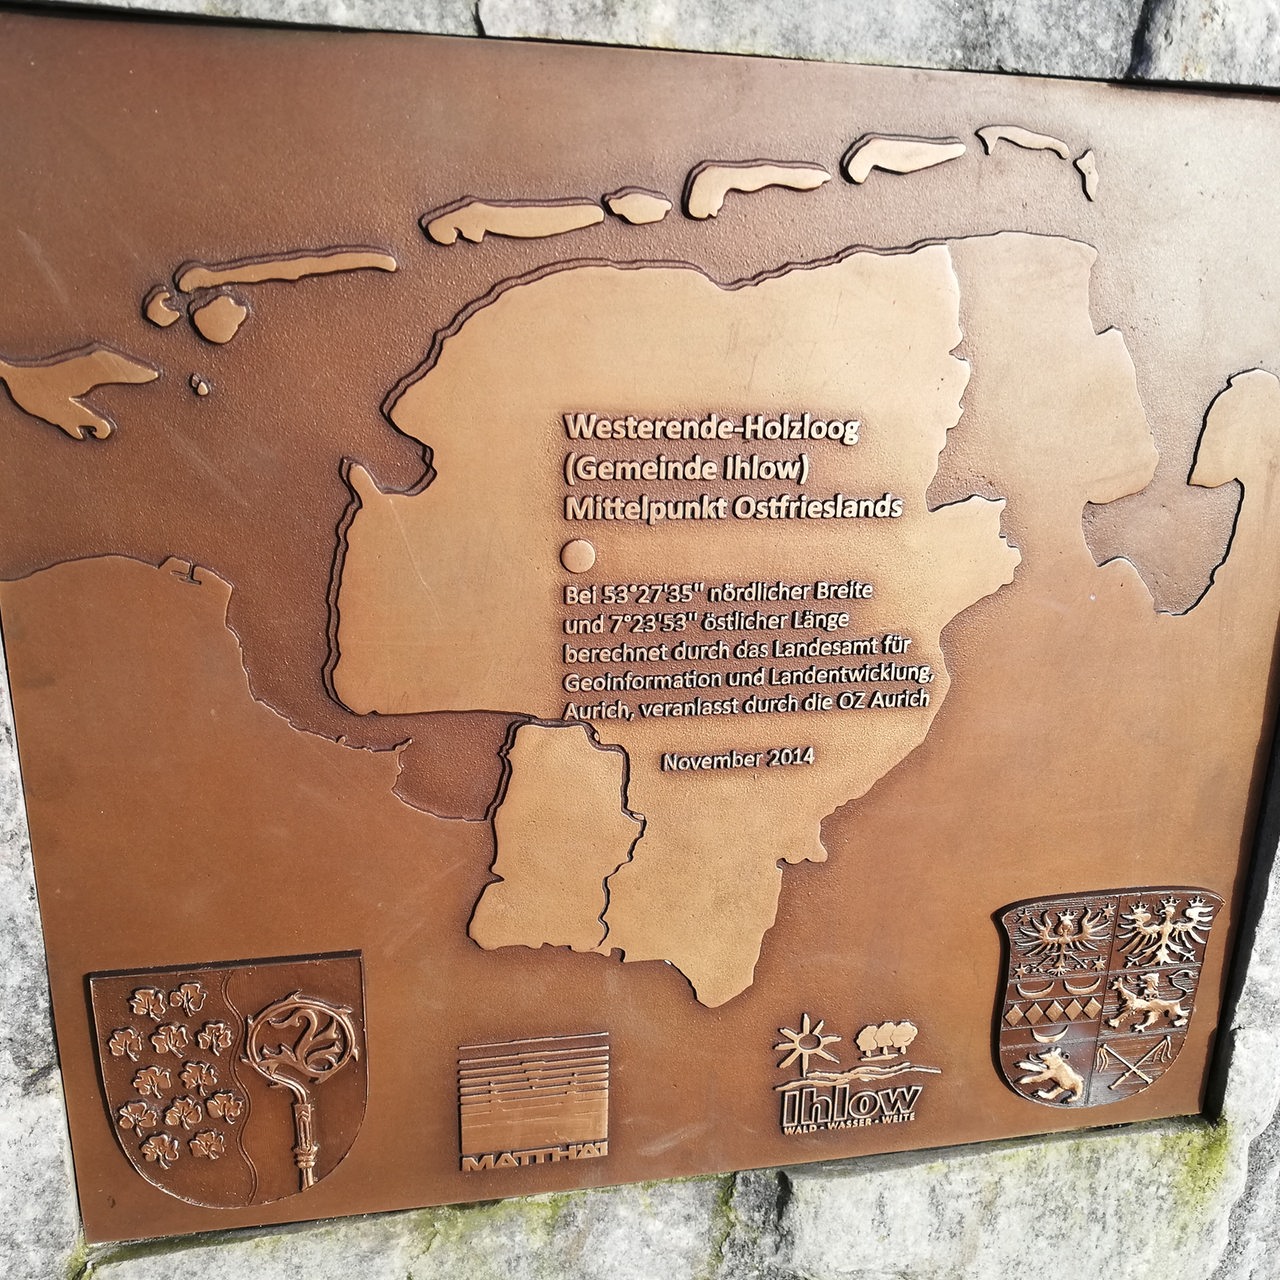 Westerende-Holzloog
(Gemeinde Ihlow)
Mittelpunkt Ostfrieslands
Bei 53°27'35" nördlicher Breite
und 7°23'53" östlicher Länge
berechnet durch das Landesamt für
Geoinformation und Landentwicklung,
Aurich, veranlasst durch die OZ Aurich
November 2014
MATTHÄI
Ihlow
WALD - WASSER - WEITE